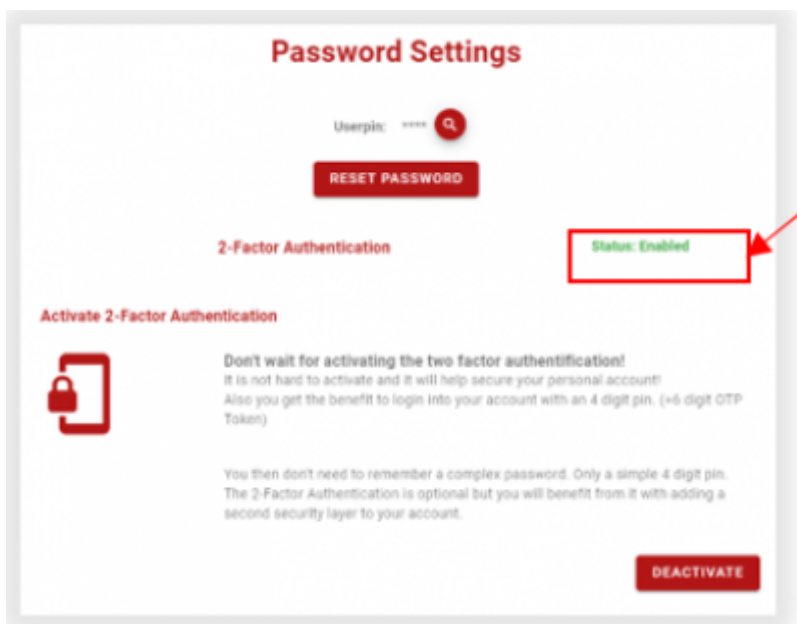 Password Settings
Userpin: ****
RESET PASSWORD
2-Factor Authentication
Status: Enabled
Activate 2-Factor Authentication
Don't wait for activating the two factor authentification!
It is not hard to activate and it will help secure your personal account!
Also you get the benefit to login into your account with an 4 digit pin. (+6 digit OTP
Token)
You then don't need to remember a complex password. Only a simple 4 digit pin.
The 2-Factor Authentication is optional but you will benefit from it with adding a
second security layer to your account.
DEACTIVATE